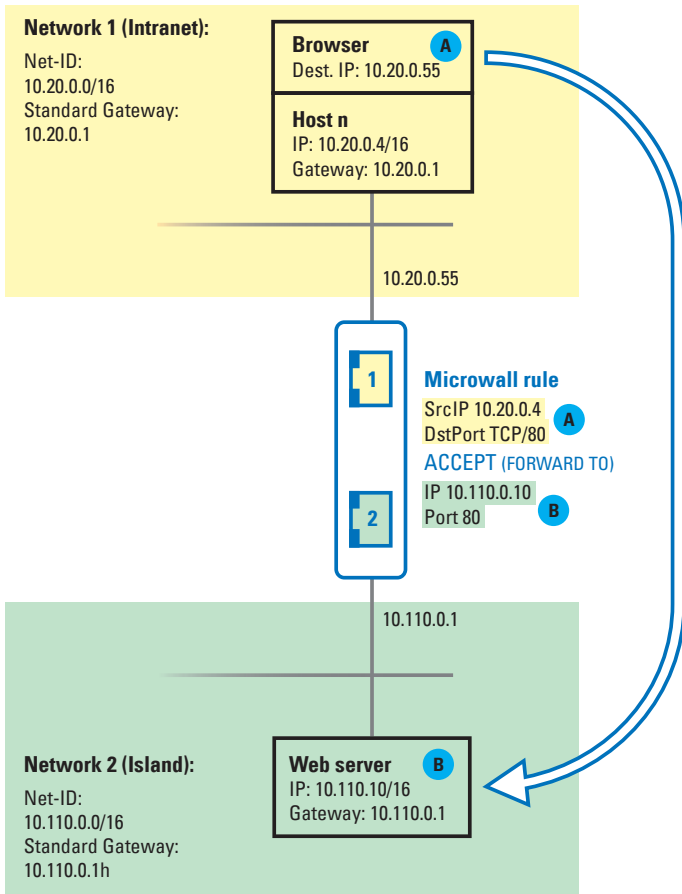 Network 1 (Intranet):
Net-ID:
10.20.0.0/16
Standard Gateway:
10.20.0.1
Browser
A
Dest. IP: 10.20.0.55
Host n
IP: 10.20.0.4/16
Gateway: 10.20.0.1
10.20.0.55
1
2
Microwall rule
SrcIP 10.20.0.4
DstPort TCP/80
A
ACCEPT (FORWARD TO)
IP 10.110.0.10
Port 80
B
10.110.0.1
Network 2 (Island):
Net-ID:
10.110.0.0/16
Standard Gateway:
10.110.0.1h
Web server
B
IP: 10.110.10/16
Gateway: 10.110.0.1